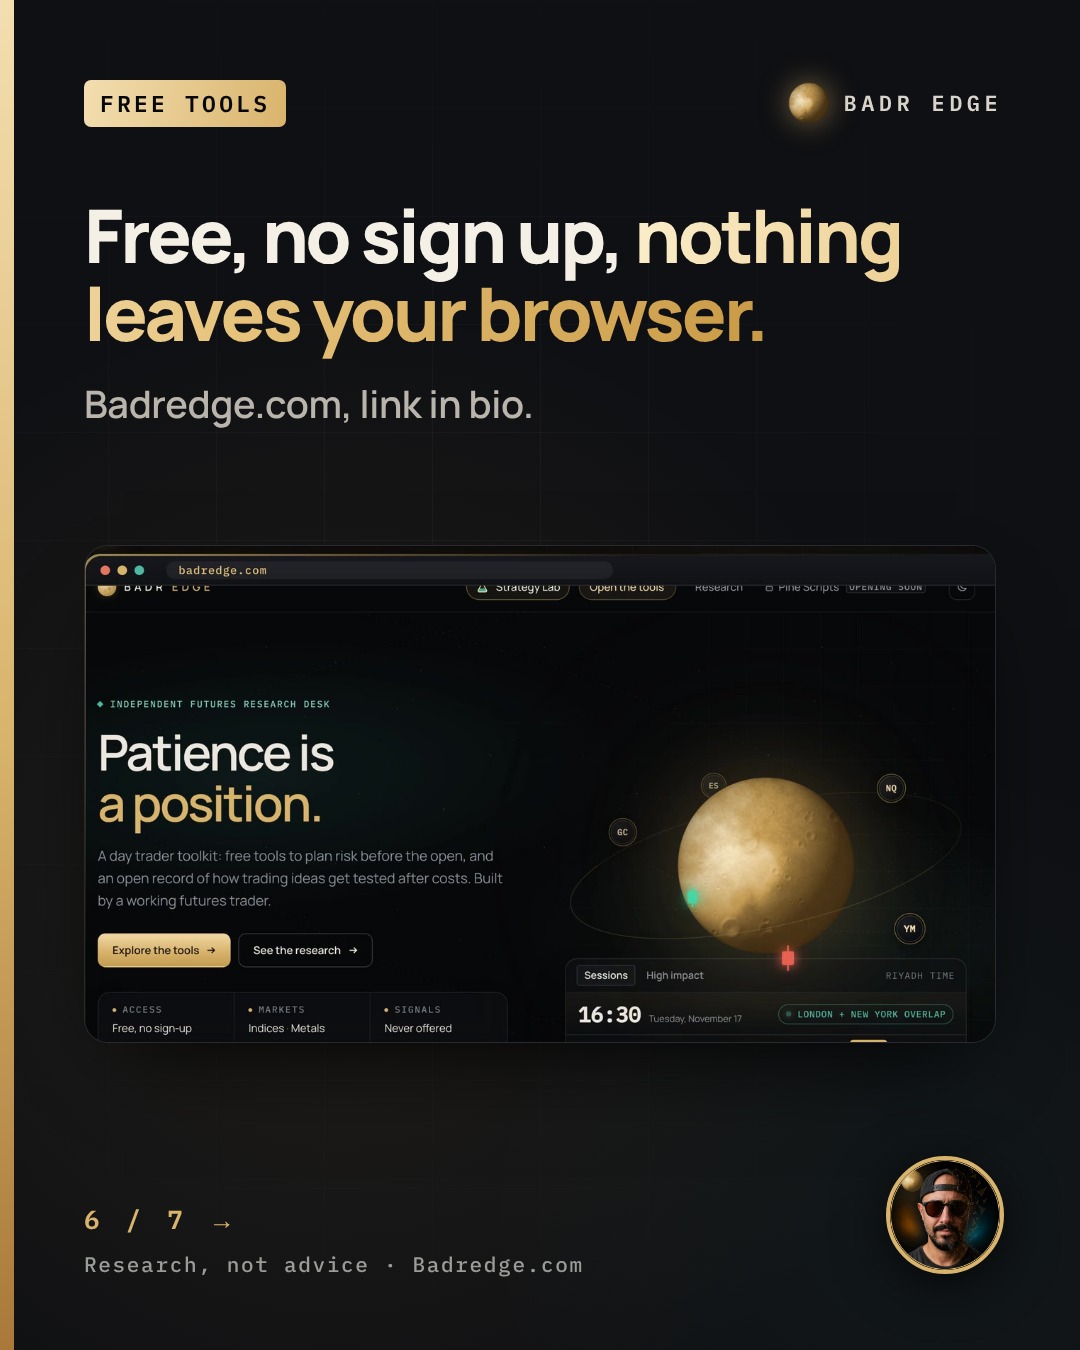 FREE TOOLS
BADR EDGE
Free, no sign up, nothing
leaves your browser.
Badredge.com, link in bio.
badredge.com
BADR EDGE
Strategy Lab
Open the tools
Research
Pine Scripts
OPENING SOON
INDEPENDENT FUTURES RESEARCH DESK
Patience is
a position.
A day trader toolkit: free tools to plan risk before the open, and
an open record of how trading ideas get tested after costs. Built
by a working futures trader.
Explore the tools →
See the research →
ACCESS
Free, no sign-up
MARKETS
Indices · Metals
SIGNALS
Never offered
ES
NQ
GC
YM
Sessions
High impact
RIYADH TIME
16:30 Tuesday, November 17
LONDON + NEW YORK OVERLAP
6 / 7 →
Research, not advice · Badredge.com